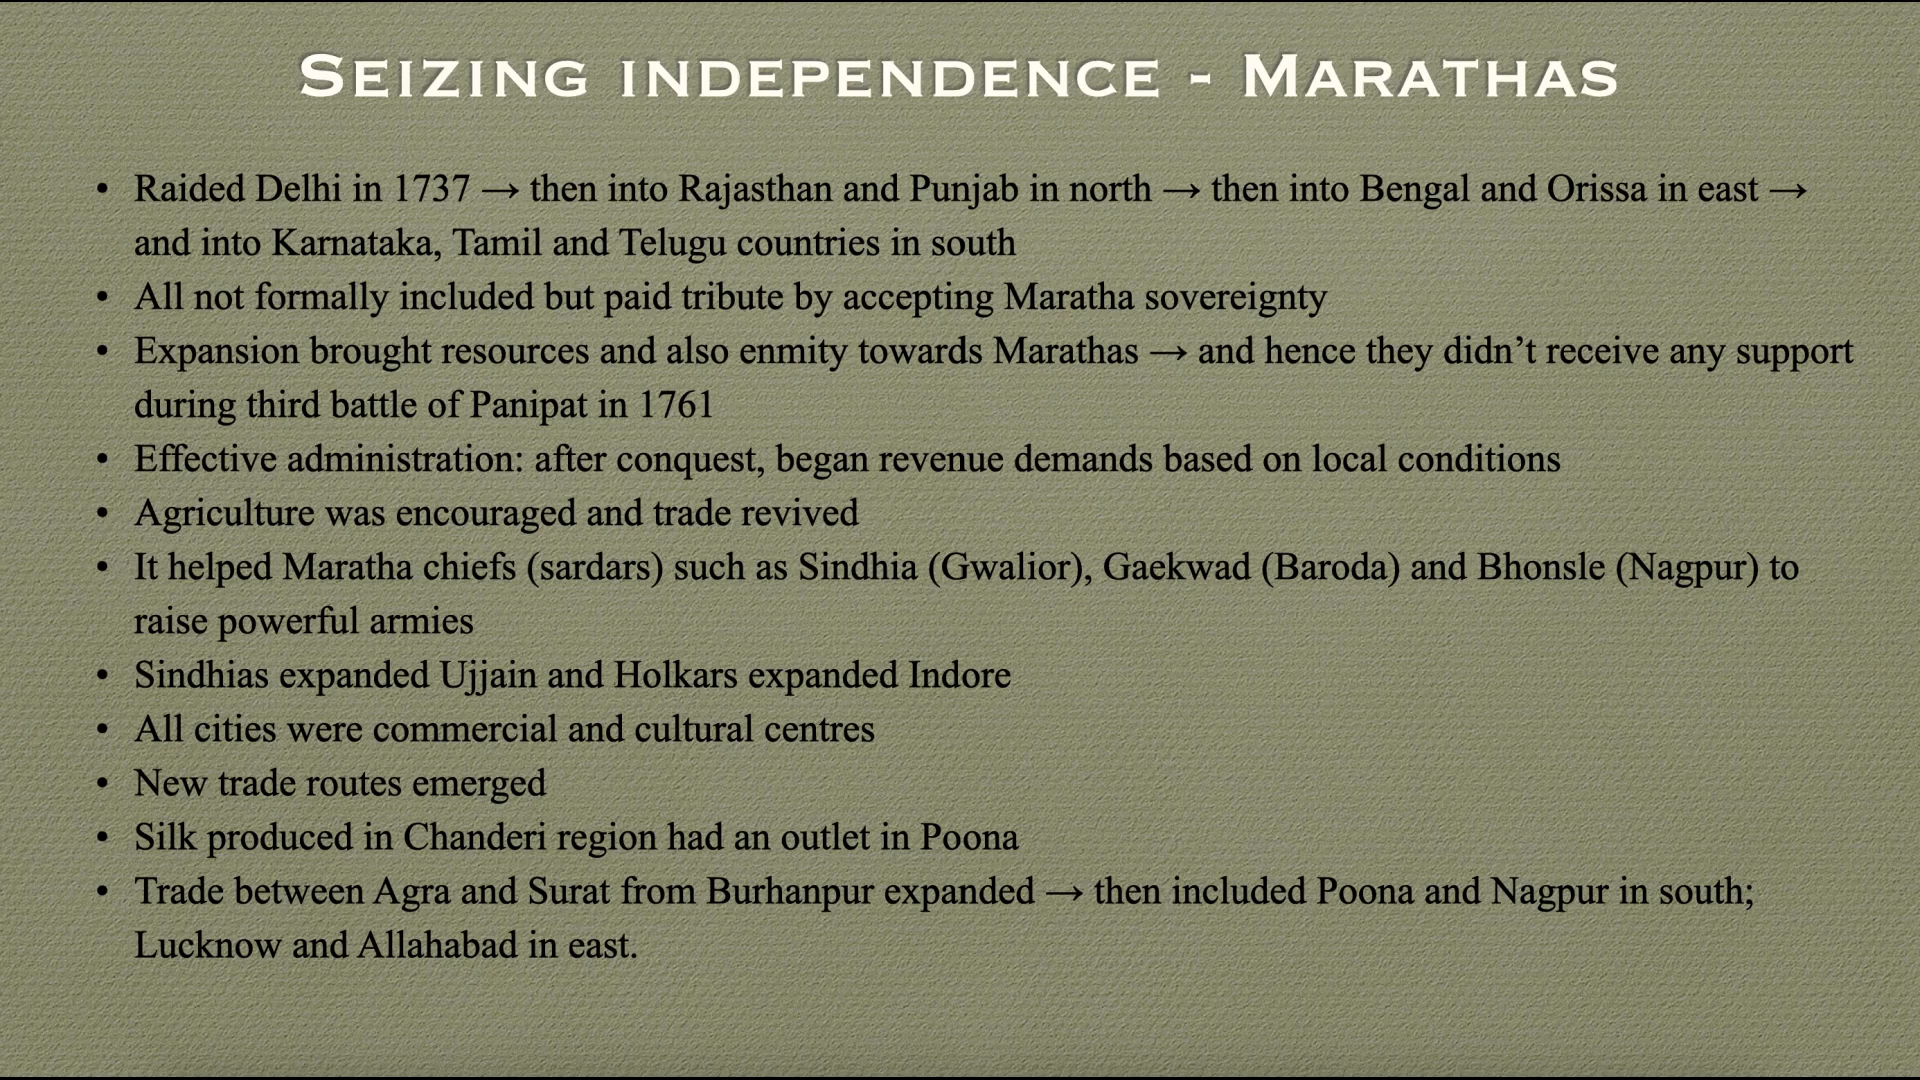 Seizing independence - Marathas
• Raided Delhi in 1737 → then into Rajasthan and Punjab in north → then into Bengal and Orissa in east →
and into Karnataka, Tamil and Telugu countries in south
• All not formally included but paid tribute by accepting Maratha sovereignty
• Expansion brought resources and also enmity towards Marathas → and hence they didn’t receive any support
during third battle of Panipat in 1761
• Effective administration: after conquest, began revenue demands based on local conditions
• Agriculture was encouraged and trade revived
• It helped Maratha chiefs (sardars) such as Sindhia (Gwalior), Gaekwad (Baroda) and Bhonsle (Nagpur) to
raise powerful armies
• Sindhias expanded Ujjain and Holkars expanded Indore
• All cities were commercial and cultural centres
• New trade routes emerged
• Silk produced in Chanderi region had an outlet in Poona
• Trade between Agra and Surat from Burhanpur expanded → then included Poona and Nagpur in south;
Lucknow and Allahabad in east.